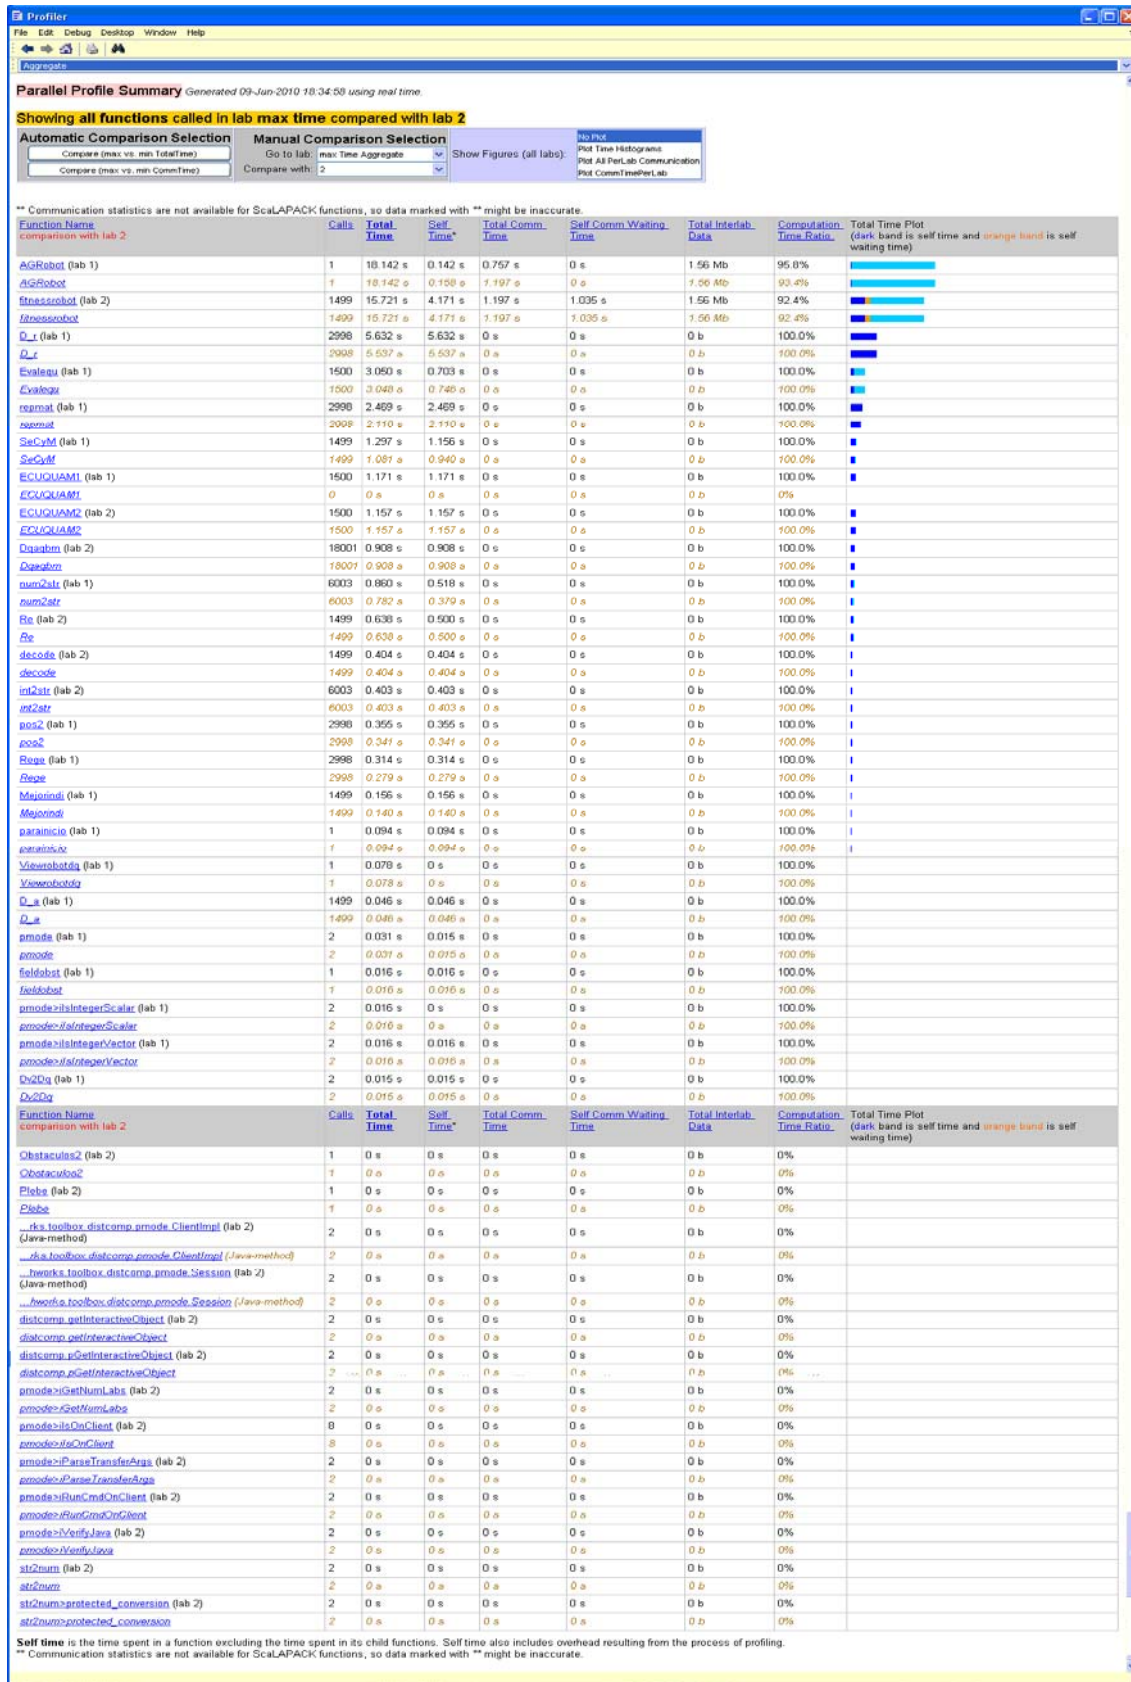 Profiler
File Edit Debug Desktop Window Help
Aggregate
Parallel Profile Summary Generated 09-Jun-2010 18:34:58 using real time.
Showing all functions called in lab max time compared with lab 2
Automatic Comparison Selection
Compare (max vs. min TotalTime)
Compare (max vs. min CommTime)
Manual Comparison Selection
Go to lab: max Time Aggregate
Compare with: 2
Show Figures (all labs):
No Plot
Plot Time Histograms
Plot All PerLab Communication
Plot CommTimePerLab
** Communication statistics are not available for ScaLAPACK functions, so data marked with ** might be inaccurate.
Function Name comparison with lab 2 Calls Total Time Self Time* Total Comm Time Self Comm Waiting Time Total Interlab Data Computation Time Ratio Total Time Plot (dark band is self time and orange band is self waiting time)
AGRobot (lab 1) 1 18.142 s 0.142 s 0.757 s 0 s 1.56 Mb 95.8%
AGRobot 1 18.142 s 0.158 s 1.197 s 0 s 1.56 Mb 93.4%
fitnessrobot (lab 2) 1499 15.721 s 4.171 s 1.197 s 1.035 s 1.56 Mb 92.4%
fitnessrobot 1499 15.721 s 4.171 s 1.197 s 1.035 s 1.56 Mb 92.4%
D_r (lab 1) 2998 5.632 s 5.632 s 0 s 0 s 0 b 100.0%
D_r 2998 5.537 s 5.537 s 0 s 0 s 0 b 100.0%
Evalequ (lab 1) 1500 3.050 s 0.703 s 0 s 0 s 0 b 100.0%
Evalequ 1500 3.048 s 0.746 s 0 s 0 s 0 b 100.0%
repmat (lab 1) 2998 2.469 s 2.469 s 0 s 0 s 0 b 100.0%
repmat 2998 2.110 s 2.110 s 0 s 0 s 0 b 100.0%
SeCyM (lab 1) 1499 1.297 s 1.156 s 0 s 0 s 0 b 100.0%
SeCyM 1499 1.081 s 0.940 s 0 s 0 s 0 b 100.0%
ECUQUAM1 (lab 1) 1500 1.171 s 1.171 s 0 s 0 s 0 b 100.0%
ECUQUAM1 0 0 s 0 s 0 s 0 s 0 b 0%
ECUQUAM2 (lab 2) 1500 1.157 s 1.157 s 0 s 0 s 0 b 100.0%
ECUQUAM2 1500 1.157 s 1.157 s 0 s 0 s 0 b 100.0%
Dqaqbm (lab 2) 18001 0.908 s 0.908 s 0 s 0 s 0 b 100.0%
Dqaqbm 18001 0.908 s 0.908 s 0 s 0 s 0 b 100.0%
num2str (lab 1) 6003 0.860 s 0.518 s 0 s 0 s 0 b 100.0%
num2str 6003 0.782 s 0.379 s 0 s 0 s 0 b 100.0%
Re (lab 2) 1499 0.638 s 0.500 s 0 s 0 s 0 b 100.0%
Re 1499 0.638 s 0.500 s 0 s 0 s 0 b 100.0%
decode (lab 2) 1499 0.404 s 0.404 s 0 s 0 s 0 b 100.0%
decode 1499 0.404 s 0.404 s 0 s 0 s 0 b 100.0%
int2str (lab 2) 6003 0.403 s 0.403 s 0 s 0 s 0 b 100.0%
int2str 6003 0.403 s 0.403 s 0 s 0 s 0 b 100.0%
pos2 (lab 1) 2998 0.355 s 0.355 s 0 s 0 s 0 b 100.0%
pos2 2998 0.341 s 0.341 s 0 s 0 s 0 b 100.0%
Rege (lab 1) 2998 0.314 s 0.314 s 0 s 0 s 0 b 100.0%
Rege 2998 0.279 s 0.279 s 0 s 0 s 0 b 100.0%
Mejorindi (lab 1) 1499 0.156 s 0.156 s 0 s 0 s 0 b 100.0%
Mejorindi 1499 0.140 s 0.140 s 0 s 0 s 0 b 100.0%
parainicio (lab 1) 1 0.094 s 0.094 s 0 s 0 s 0 b 100.0%
parainicio 1 0.094 s 0.094 s 0 s 0 s 0 b 100.0%
Viewrobotdq (lab 1) 1 0.078 s 0 s 0 s 0 s 0 b 100.0%
Viewrobotdq 1 0.078 s 0 s 0 s 0 s 0 b 100.0%
D_a (lab 1) 1499 0.046 s 0.046 s 0 s 0 s 0 b 100.0%
D_a 1499 0.046 s 0.046 s 0 s 0 s 0 b 100.0%
pmode (lab 1) 2 0.031 s 0.015 s 0 s 0 s 0 b 100.0%
pmode 2 0.031 s 0.015 s 0 s 0 s 0 b 100.0%
fieldobst (lab 1) 1 0.016 s 0.016 s 0 s 0 s 0 b 100.0%
fieldobst 1 0.016 s 0.016 s 0 s 0 s 0 b 100.0%
pmode>iIsIntegerScalar (lab 1) 2 0.016 s 0 s 0 s 0 s 0 b 100.0%
pmode>iIsIntegerScalar 2 0.016 s 0 s 0 s 0 s 0 b 100.0%
pmode>iIsIntegerVector (lab 1) 2 0.016 s 0.016 s 0 s 0 s 0 b 100.0%
pmode>iIsIntegerVector 2 0.016 s 0.016 s 0 s 0 s 0 b 100.0%
Dv2Dq (lab 1) 2 0.015 s 0.015 s 0 s 0 s 0 b 100.0%
Dv2Dq 2 0.015 s 0.015 s 0 s 0 s 0 b 100.0%
Function Name comparison with lab 2 Calls Total Time Self Time* Total Comm Time Self Comm Waiting Time Total Interlab Data Computation Time Ratio Total Time Plot (dark band is self time and orange band is self waiting time)
Obstaculos2 (lab 2) 1 0 s 0 s 0 s 0 s 0 b 0%
Obstaculos2 1 0 s 0 s 0 s 0 s 0 b 0%
Plebe (lab 2) 1 0 s 0 s 0 s 0 s 0 b 0%
Plebe 1 0 s 0 s 0 s 0 s 0 b 0%
...rks.toolbox.distcomp.pmode.ClientImpl (lab 2) (Java-method) 2 0 s 0 s 0 s 0 s 0 b 0%
...rks.toolbox.distcomp.pmode.ClientImpl (Java-method) 2 0 s 0 s 0 s 0 s 0 b 0%
...hworks.toolbox.distcomp.pmode.Session (lab 2) (Java-method) 2 0 s 0 s 0 s 0 s 0 b 0%
...hworks.toolbox.distcomp.pmode.Session (Java-method) 2 0 s 0 s 0 s 0 s 0 b 0%
distcomp.getInteractiveObject (lab 2) 2 0 s 0 s 0 s 0 s 0 b 0%
distcomp.getInteractiveObject 2 0 s 0 s 0 s 0 s 0 b 0%
distcomp.pGetInteractiveObject (lab 2) 2 0 s 0 s 0 s 0 s 0 b 0%
distcomp.pGetInteractiveObject 2 0 s 0 s 0 s 0 s 0 b 0%
pmode>iGetNumLabs (lab 2) 2 0 s 0 s 0 s 0 s 0 b 0%
pmode>iGetNumLabs 2 0 s 0 s 0 s 0 s 0 b 0%
pmode>iIsOnClient (lab 2) 8 0 s 0 s 0 s 0 s 0 b 0%
pmode>iIsOnClient 8 0 s 0 s 0 s 0 s 0 b 0%
pmode>iParseTransferArgs (lab 2) 2 0 s 0 s 0 s 0 s 0 b 0%
pmode>iParseTransferArgs 2 0 s 0 s 0 s 0 s 0 b 0%
pmode>iRunCmdOnClient (lab 2) 2 0 s 0 s 0 s 0 s 0 b 0%
pmode>iRunCmdOnClient 2 0 s 0 s 0 s 0 s 0 b 0%
pmode>iVerifyJava (lab 2) 2 0 s 0 s 0 s 0 s 0 b 0%
pmode>iVerifyJava 2 0 s 0 s 0 s 0 s 0 b 0%
str2num (lab 2) 2 0 s 0 s 0 s 0 s 0 b 0%
str2num 2 0 s 0 s 0 s 0 s 0 b 0%
str2num>protected_conversion (lab 2) 2 0 s 0 s 0 s 0 s 0 b 0%
str2num>protected_conversion 2 0 s 0 s 0 s 0 s 0 b 0%
Self time is the time spent in a function excluding the time spent in its child functions. Self time also includes overhead resulting from the process of profiling.
** Communication statistics are not available for ScaLAPACK functions, so data marked with ** might be inaccurate.